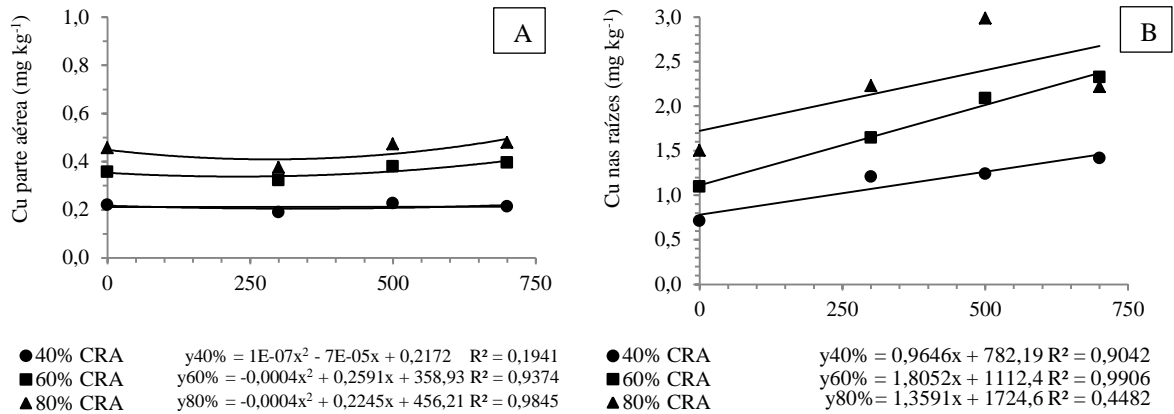 A
Cu parte aérea (mg kg-1)
1,0
0,8
0,6
0,4
0,2
0,0
0 250 500 750
40% CRA y40% = 1E-07x² - 7E-05x + 0,2172 R² = 0,1941
60% CRA y60% = -0,0004x² + 0,2591x + 358,93 R² = 0,9374
80% CRA y80% = -0,0004x² + 0,2245x + 456,21 R² = 0,9845
B
Cu nas raízes (mg kg-1)
3,0
2,5
2,0
1,5
1,0
0,5
0,0
0 250 500 750
40% CRA y40% = 0,9646x + 782,19 R² = 0,9042
60% CRA y60% = 1,8052x + 1112,4 R² = 0,9906
80% CRA y80% = 1,3591x + 1724,6 R² = 0,4482